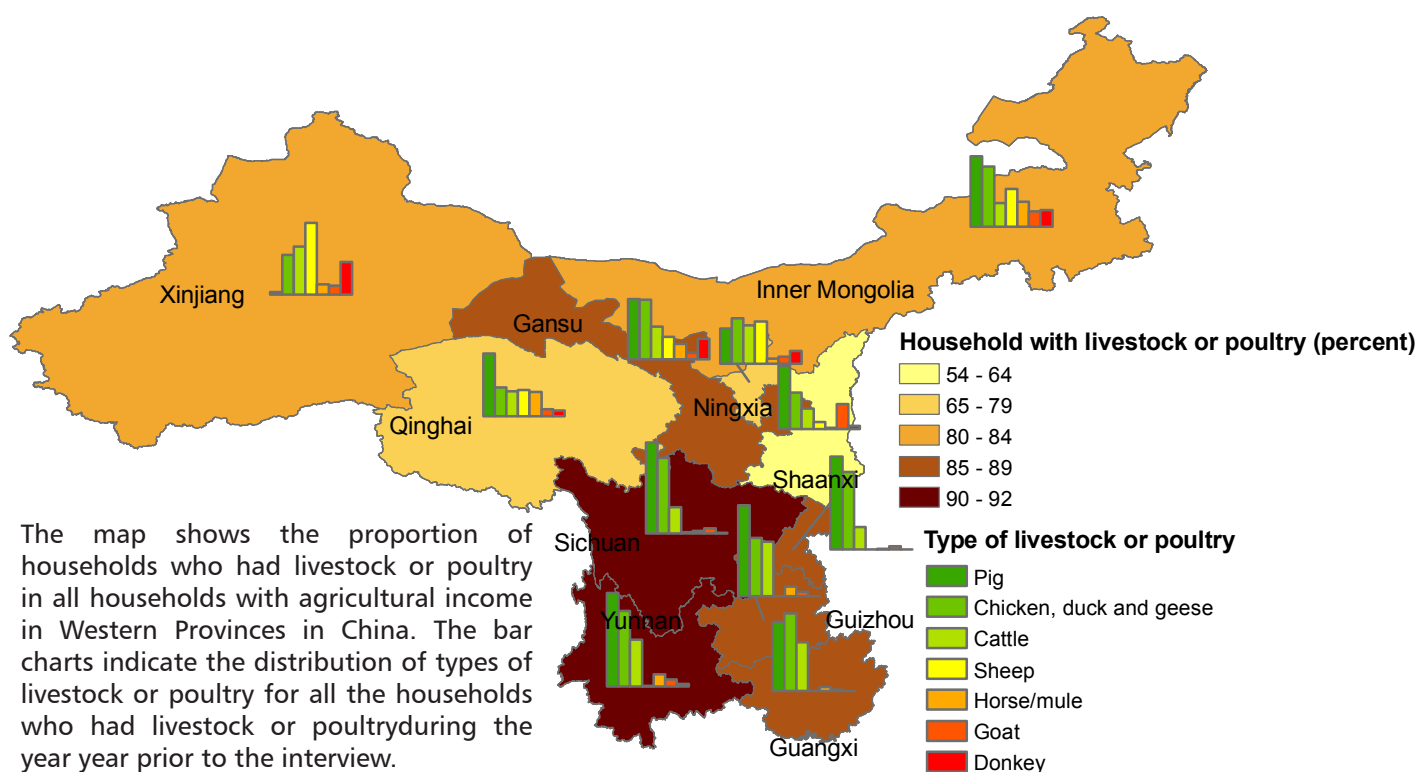 Xinjiang
Inner Mongolia
Gansu
Household with livestock or poultry (percent)
54 - 64
65 - 79
80 - 84
85 - 89
90 - 92
Ningxia
Qinghai
Shaanxi
The map shows the proportion of
households who had livestock or poultry
in all households with agricultural income
in Western Provinces in China. The bar
charts indicate the distribution of types of
livestock or poultry for all the households
who had livestock or poultryduring the
year year prior to the interview.
Sichuan
Yunnan
Guizhou
Guangxi
Type of livestock or poultry
Pig
Chicken, duck and geese
Cattle
Sheep
Horse/mule
Goat
Donkey